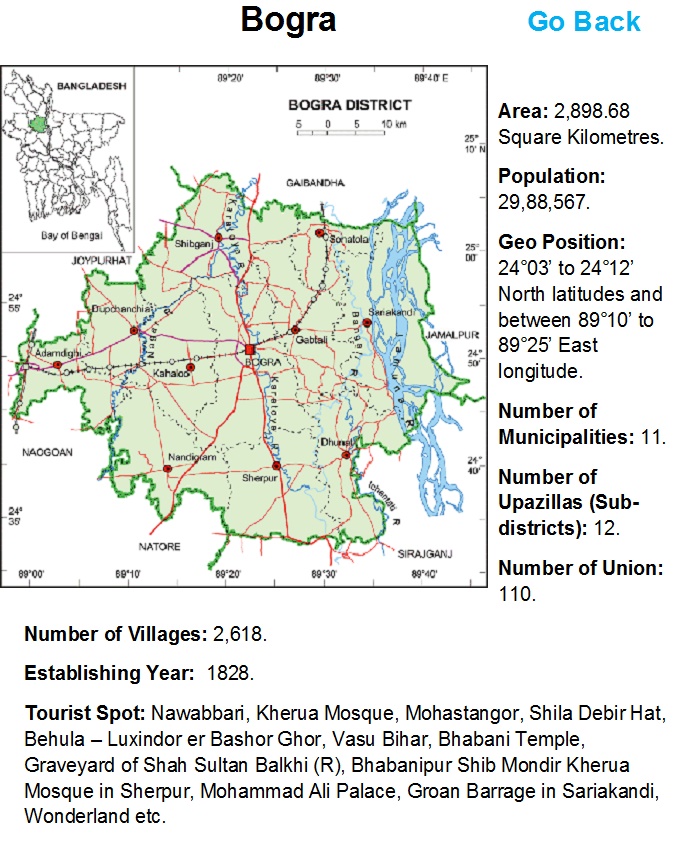 Bogra
Go Back
BANGLADESH
Bay of Bengal
89°20'
89°30'
89°40' E
BOGRA DISTRICT
5 0 5 10 km
25°
10' N
GAIBANDHA
Karatoya R
Shibganj
Sonatola
JOYPURHAT
25°
00'
24°
55'
Dupchanchia
Sariakandi
Gabtali
JAMALPUR
Adamdighi
BOGRA
Kahaloo
24°
50'
Jamuna R
Karatoya R
NAOGOAN
Dhunat
Nandigram
Sherpur
24°
40'
24°
35'
NATORE
SIRAJGANJ
89°00'
89°10'
89°20'
89°30'
89°40'
Area: 2,898.68
Square Kilometres.
Population:
29,88,567.
Geo Position:
24°03’ to 24°12’
North latitudes and
between 89°10’ to
89°25’ East
longitude.
Number of
Municipalities: 11.
Number of
Upazillas (Sub-
districts): 12.
Number of Union:
110.
Number of Villages: 2,618.
Establishing Year: 1828.
Tourist Spot: Nawabbari, Kherua Mosque, Mohastangor, Shila Debir Hat,
Behula – Luxindor er Bashor Ghor, Vasu Bihar, Bhabani Temple,
Graveyard of Shah Sultan Balkhi (R), Bhabanipur Shib Mondir Kherua
Mosque in Sherpur, Mohammad Ali Palace, Groan Barrage in Sariakandi,
Wonderland etc.